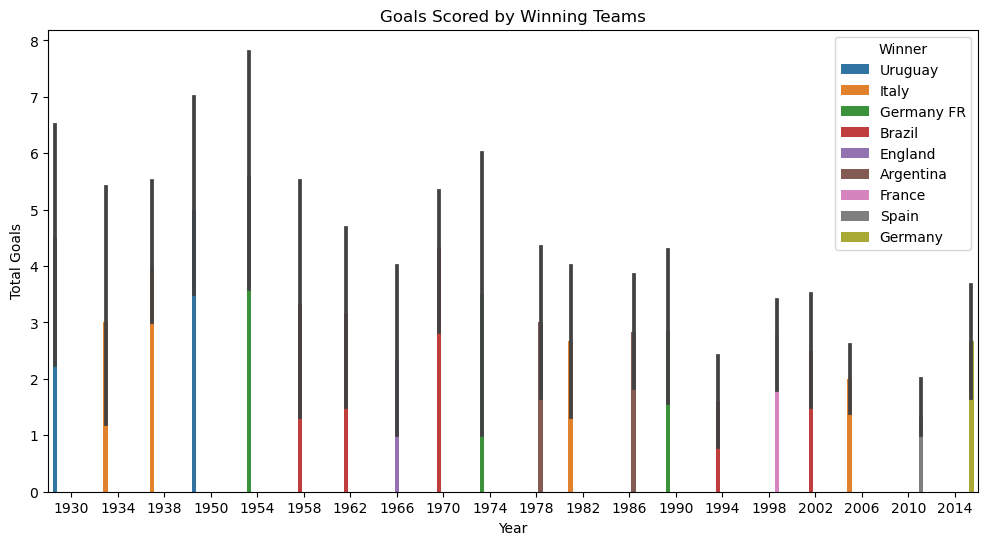 Goals Scored by Winning Teams
8
7
6
5
4
3
2
1
0
Total Goals
1930 1934 1938 1950 1954 1958 1962 1966 1970 1974 1978 1982 1986 1990 1994 1998 2002 2006 2010 2014
Year
Winner
Uruguay
Italy
Germany FR
Brazil
England
Argentina
France
Spain
Germany